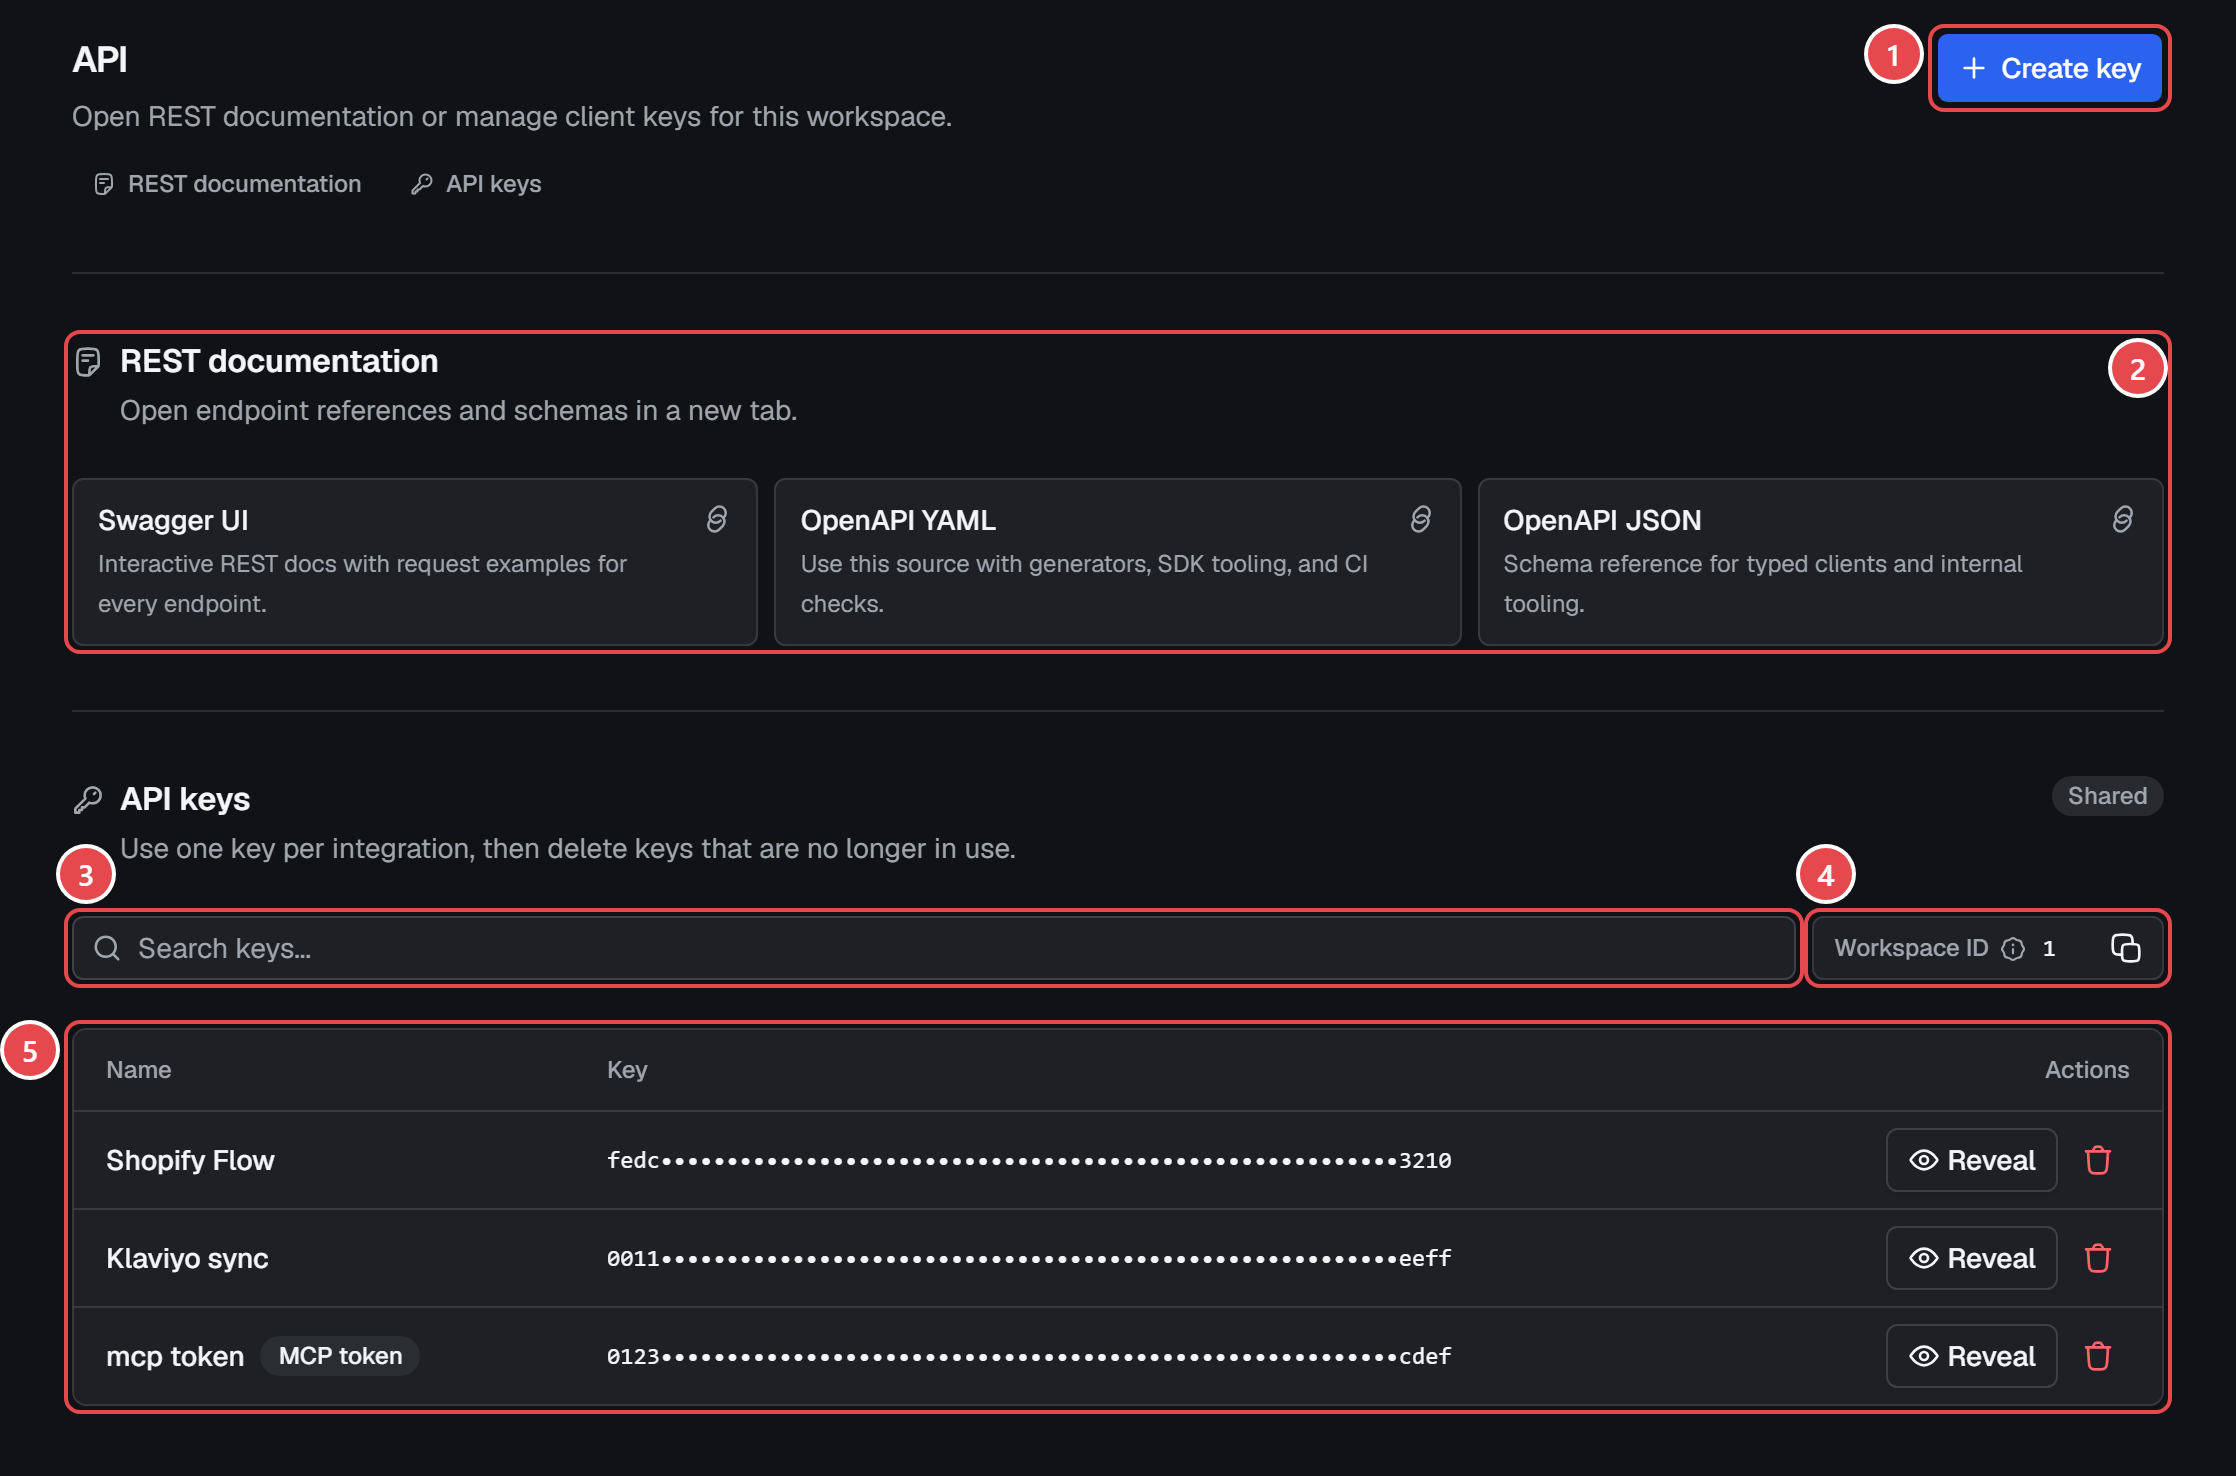 API
1
+ Create key
Open REST documentation or manage client keys for this workspace.
REST documentation
API keys
REST documentation
2
Open endpoint references and schemas in a new tab.
Swagger UI
Interactive REST docs with request examples for
every endpoint.
OpenAPI YAML
Use this source with generators, SDK tooling, and CI
checks.
OpenAPI JSON
Schema reference for typed clients and internal
tooling.
API keys
Shared
Use one key per integration, then delete keys that are no longer in use.
3
4
Search keys...
Workspace ID 1
5
Name Key Actions
Shopify Flow fedc••••••••••••••••••••••••••••••••••••••••••••••••••••••••3210 Reveal
Klaviyo sync 0011••••••••••••••••••••••••••••••••••••••••••••••••••••••••eeff Reveal
mcp token MCP token 0123••••••••••••••••••••••••••••••••••••••••••••••••••••••••cdef Reveal